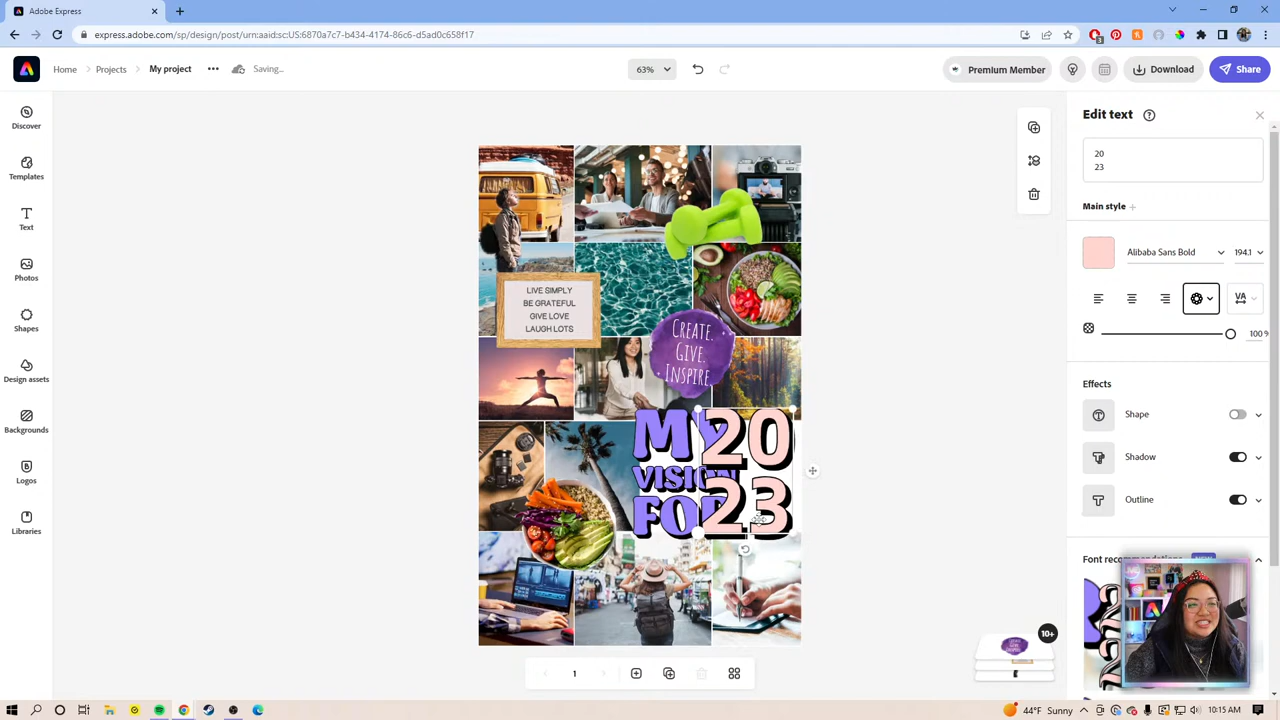 Adobe Express
express.adobe.com/sp/design/post/urn:aaid:sc:US:6870a7c7-b434-4174-86c6-d5ad0c658f17
3
Home
Projects
My project
Saving...
63%
Premium Member
Download
Share
Discover
Templates
Text
Photos
Shapes
Design assets
Backgrounds
Logos
Libraries
LIVE SIMPLY
BE GRATEFUL
GIVE LOVE
LAUGH LOTS
CREATE.
GIVE.
INSPIRE.
MY
VISION
FOR
20
23
1
10+
Edit text
20
23
Main style
Alibaba Sans Bold
194.1
VA
100 %
Effects
Shape
Shadow
Outline
44°F Sunny
10:15 AM